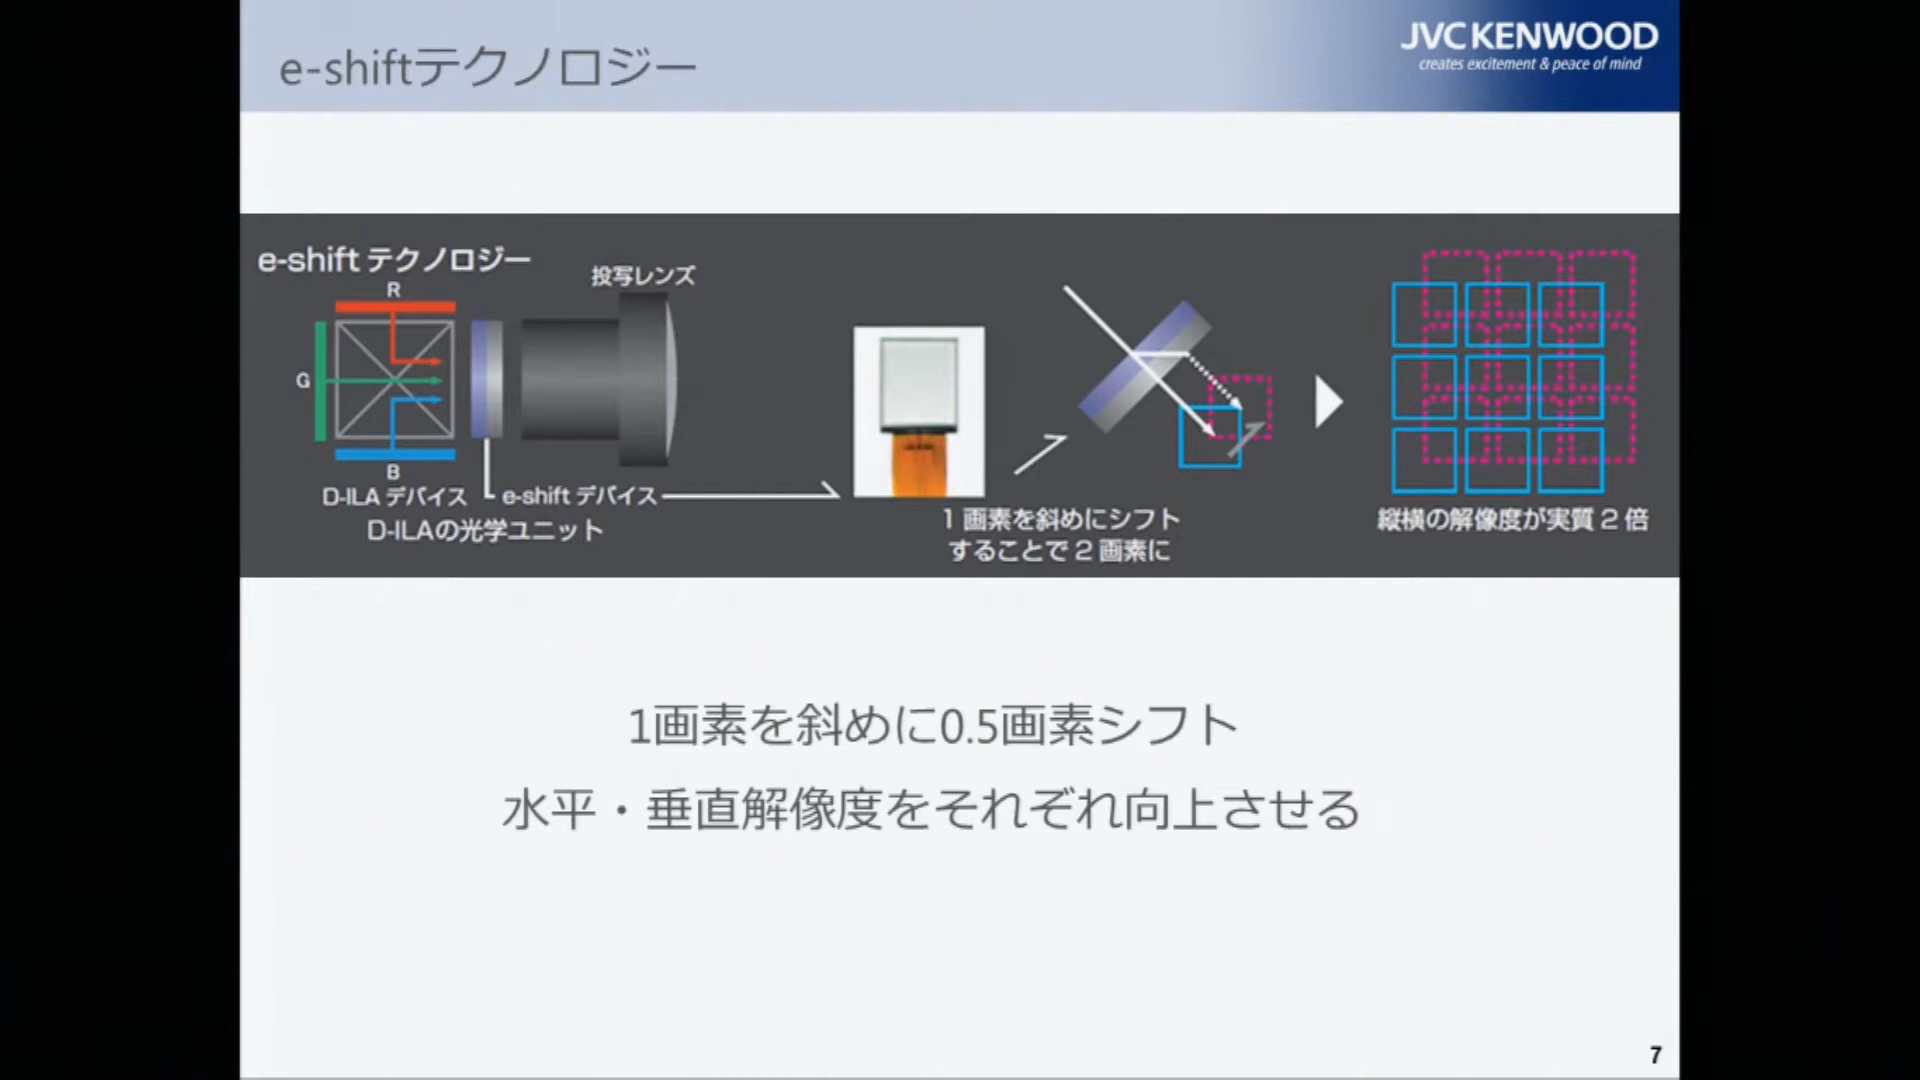 e-shiftテクノロジー
JVCKENWOOD
creates excitement & peace of mind
e-shift テクノロジー
投写レンズ
R
G
B
D-ILA デバイス
e-shift デバイス
D-ILAの光学ユニット
1 画素を斜めにシフト
することで 2 画素に
縦横の解像度が実質 2 倍
1画素を斜めに0.5画素シフト
水平・垂直解像度をそれぞれ向上させる
7